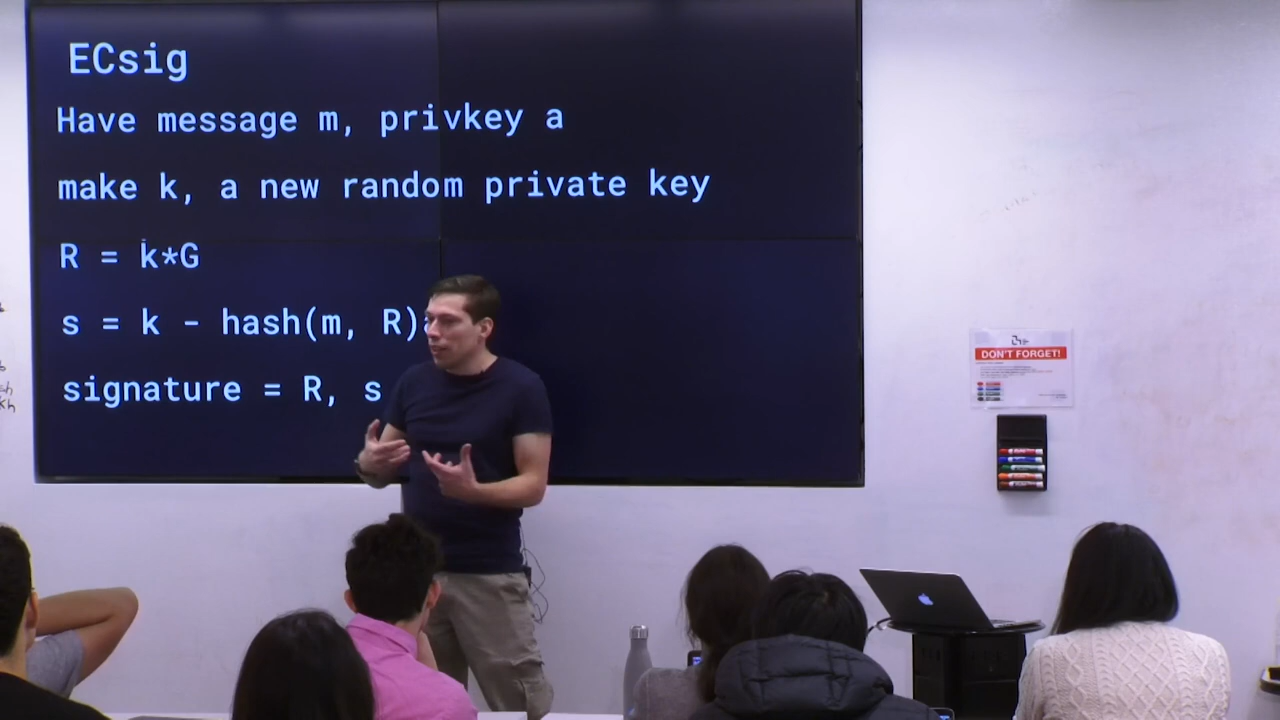 ECsig
Have message m, privkey a
make k, a new random private key
R = k*G
s = k - hash(m, R)
signature = R, s
DON'T FORGET!